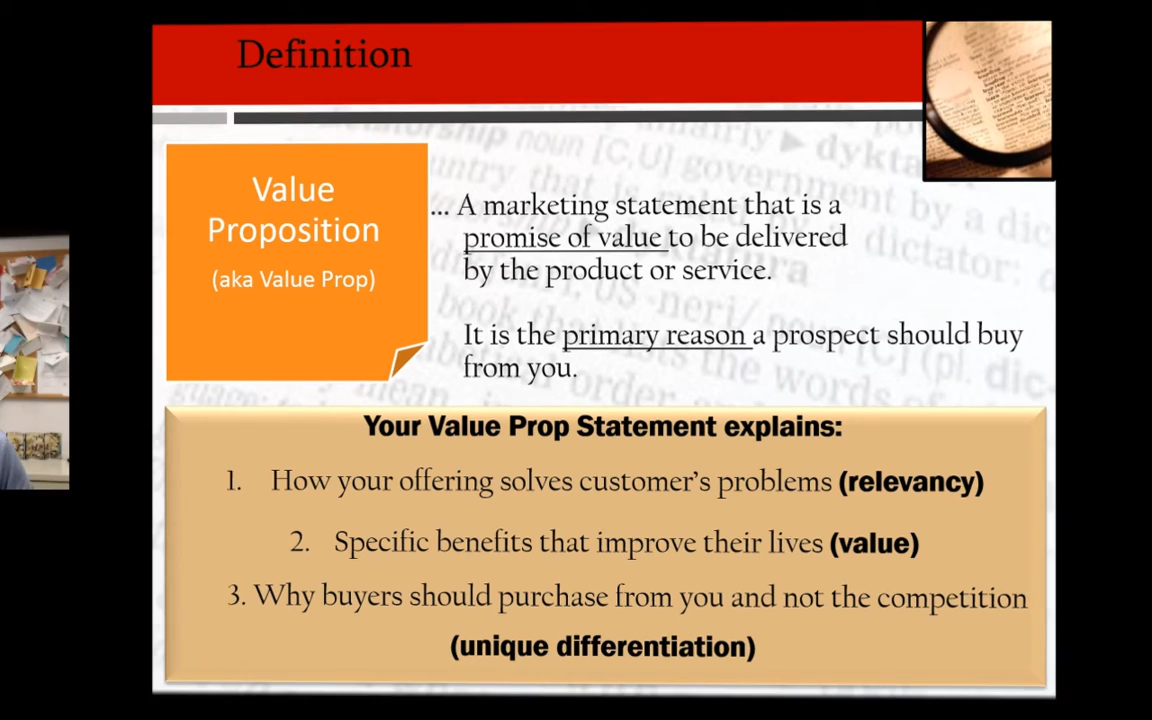 Definition
Value
Proposition
(aka Value Prop)
... A marketing statement that is a
promise of value to be delivered
by the product or service.
It is the primary reason a prospect should buy
from you.
Your Value Prop Statement explains:
1. How your offering solves customer's problems (relevancy)
2. Specific benefits that improve their lives (value)
3. Why buyers should purchase from you and not the competition
(unique differentiation)